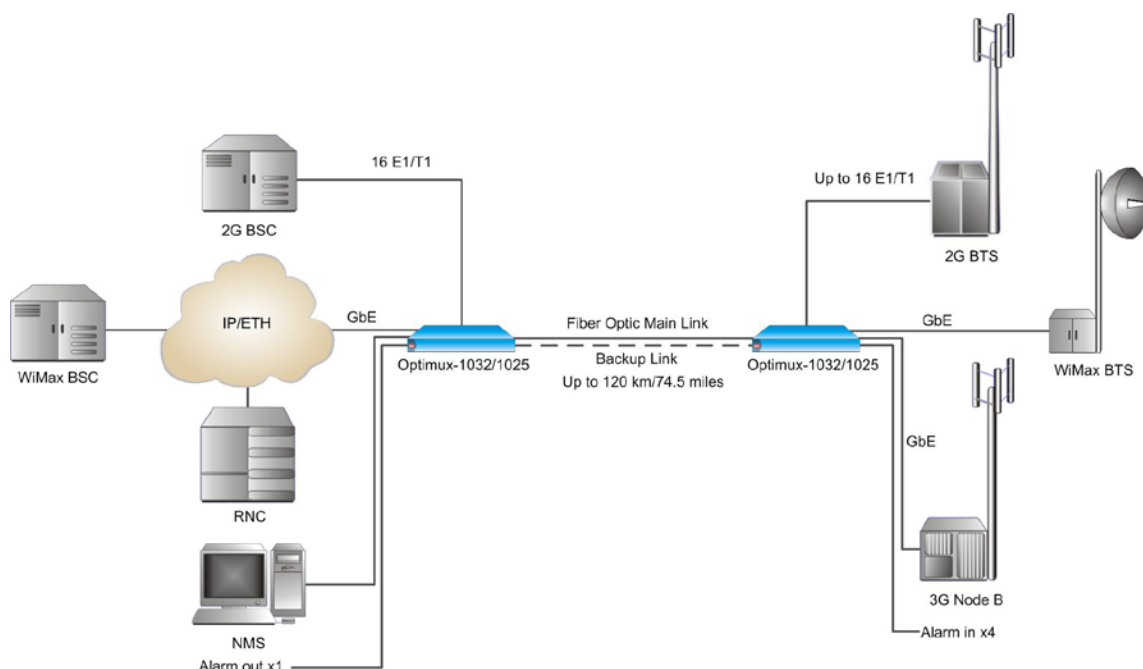 16 E1/T1
2G BSC
Up to 16 E1/T1
2G BTS
IP/ETH
GbE
WiMax BSC
Fiber Optic Main Link
Optimux-1032/1025
Backup Link
Optimux-1032/1025
Up to 120 km/74.5 miles
GbE
WiMax BTS
GbE
RNC
3G Node B
NMS
Alarm in x4
Alarm out x1